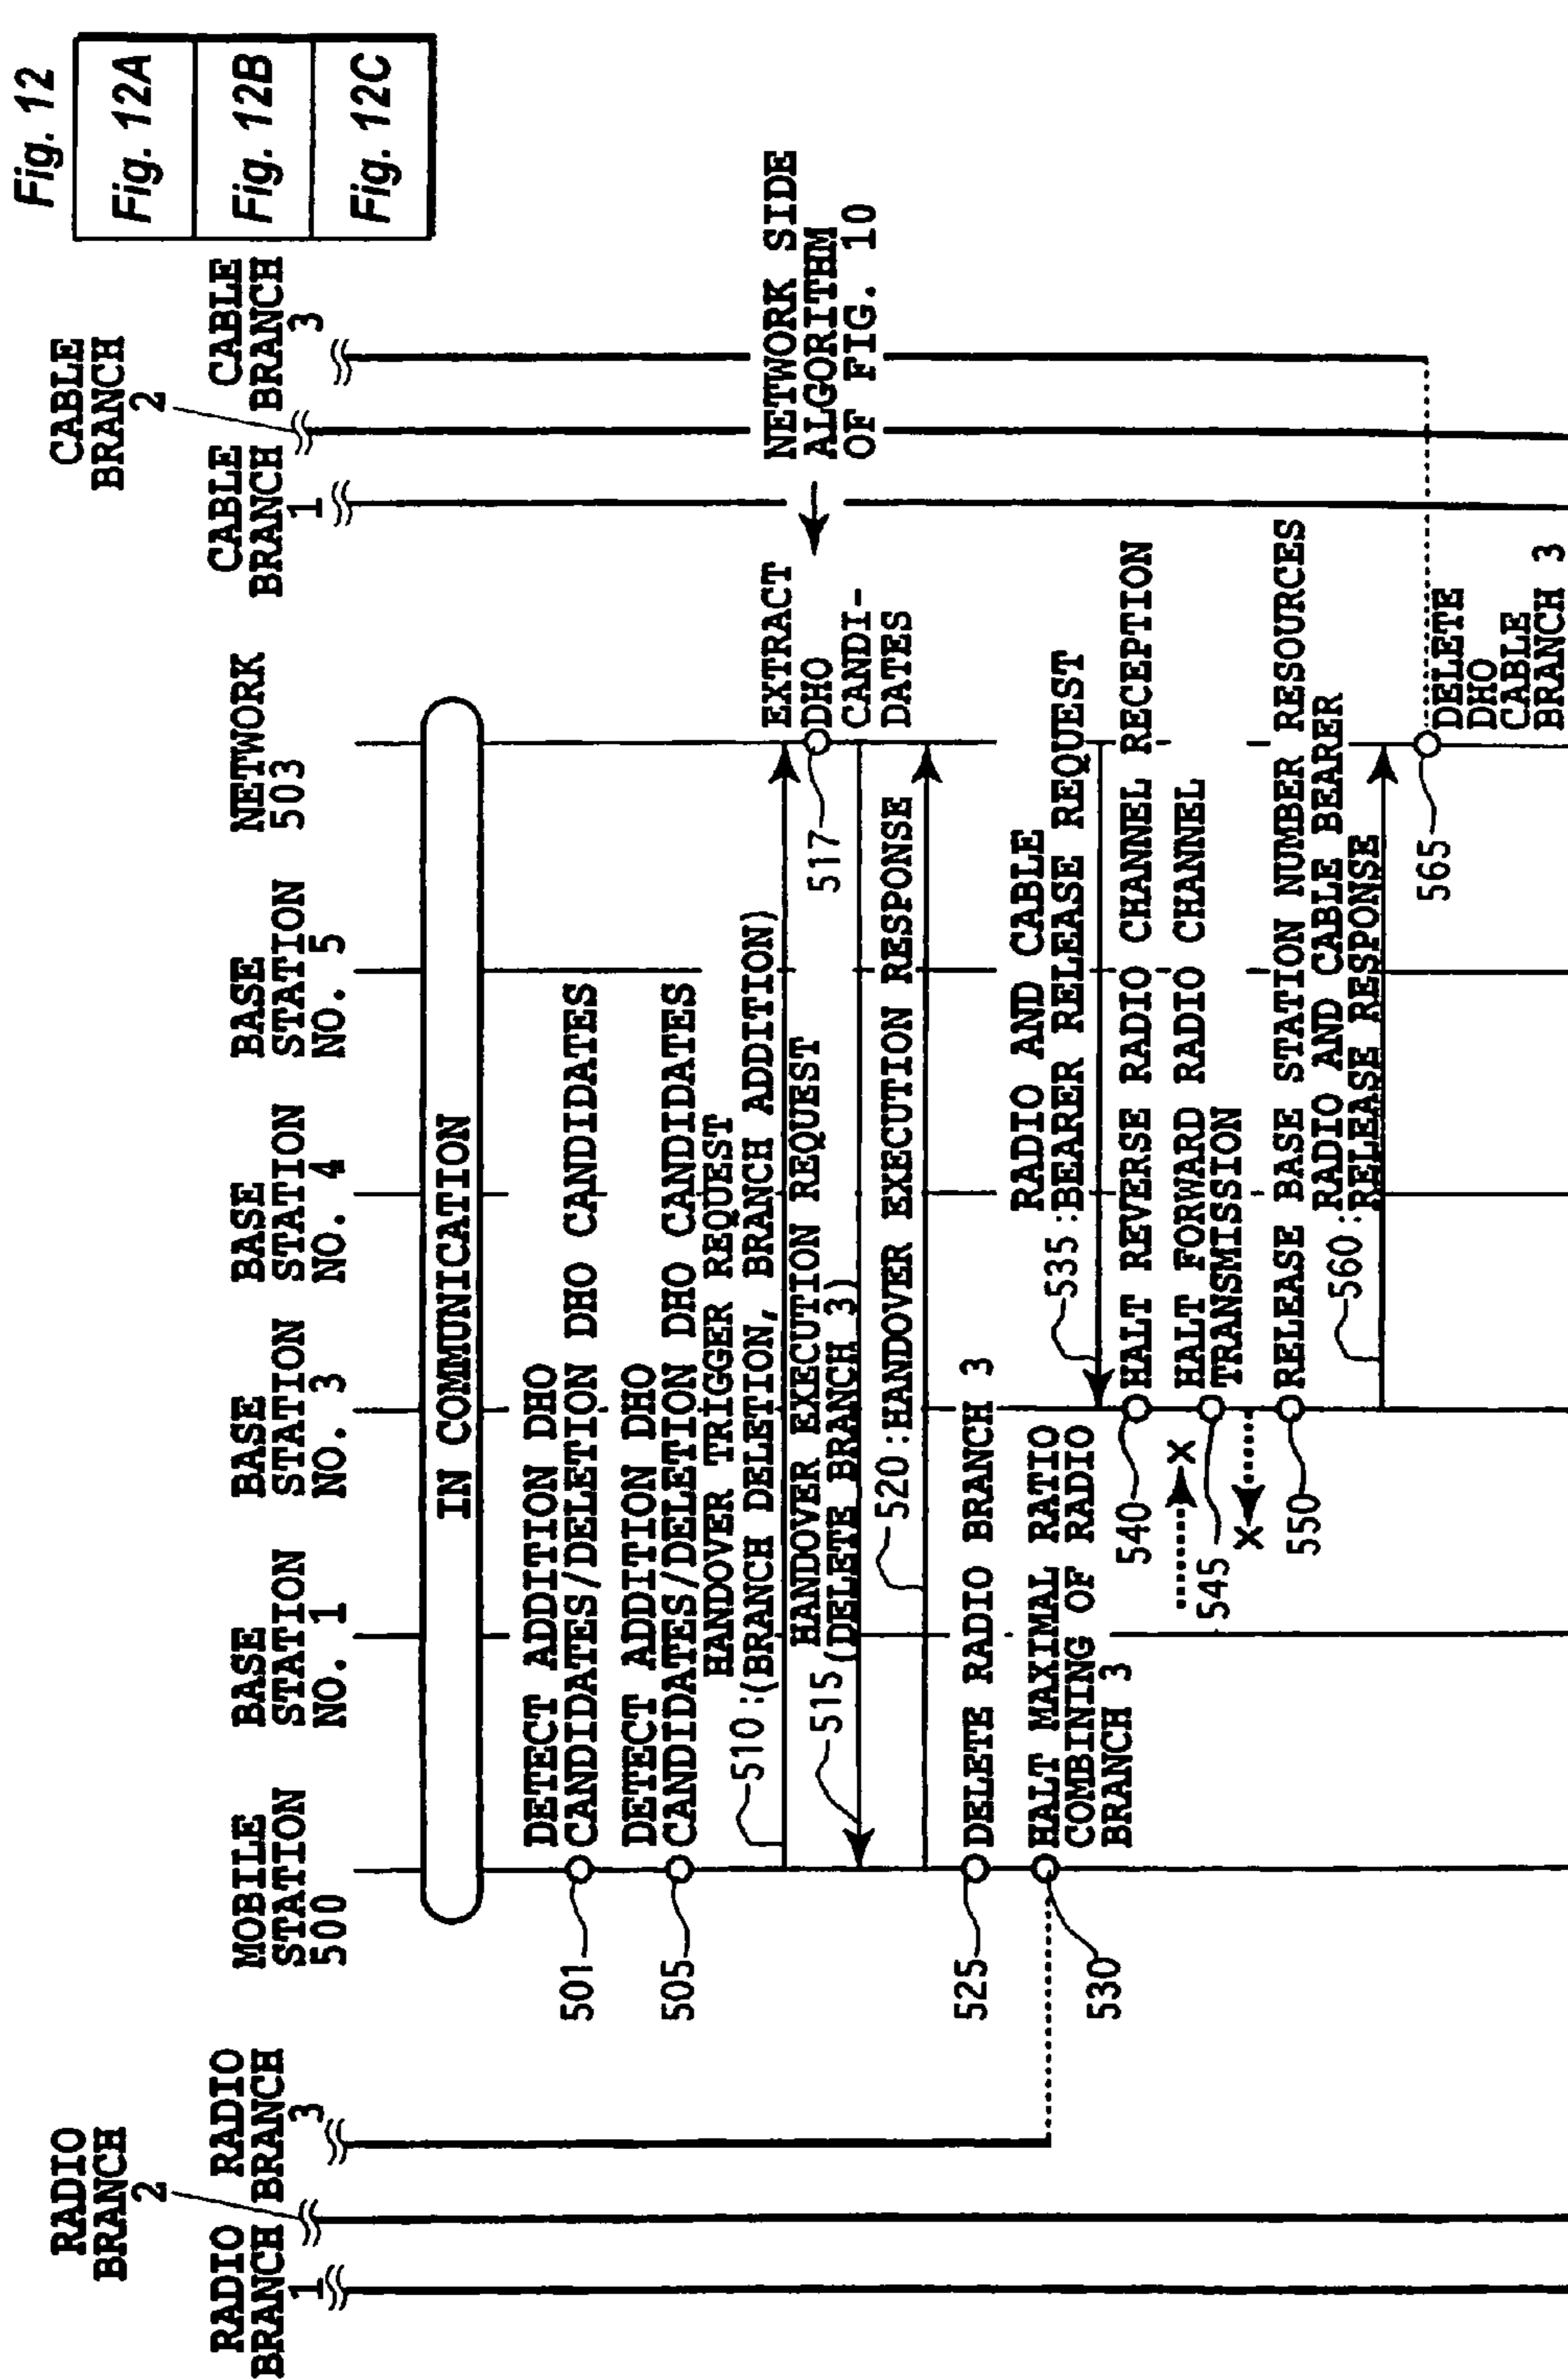 Fig. 12
Fig. 12A
Fig. 12B
Fig. 12C
RADIO
BRANCH
2
RADIO
BRANCH
1
RADIO
BRANCH
3
MOBILE
STATION
500
BASE
STATION
NO. 1
BASE
STATION
NO. 3
BASE
STATION
NO. 4
BASE
STATION
NO. 5
NETWORK
503
CABLE
BRANCH
2
CABLE
BRANCH
1
CABLE
BRANCH
3
IN COMMUNICATION
501
DETECT ADDITION DHO
CANDIDATES/DELETION DHO CANDIDATES
505
DETECT ADDITION DHO
CANDIDATES/DELETION DHO CANDIDATES
HANDOVER TRIGGER REQUEST
510:(BRANCH DELETION, BRANCH ADDITION)
EXTRACT
DHO
CANDI-
DATES
517
NETWORK SIDE
ALGORITHM
OF FIG. 10
HANDOVER EXECUTION REQUEST
515(DELETE BRANCH 3)
520:HANDOVER EXECUTION RESPONSE
525
DELETE RADIO BRANCH 3
530
HALT MAXIMAL RATIO
COMBINING OF RADIO
BRANCH 3
RADIO AND CABLE
535:BEARER RELEASE REQUEST
540
HALT REVERSE RADIO CHANNEL RECEPTION
X
545
HALT FORWARD RADIO CHANNEL
TRANSMISSION
X
550
RELEASE BASE STATION NUMBER RESOURCES
560:RADIO AND CABLE BEARER
RELEASE RESPONSE
565
DELETE
DHO
CABLE
BRANCH 3